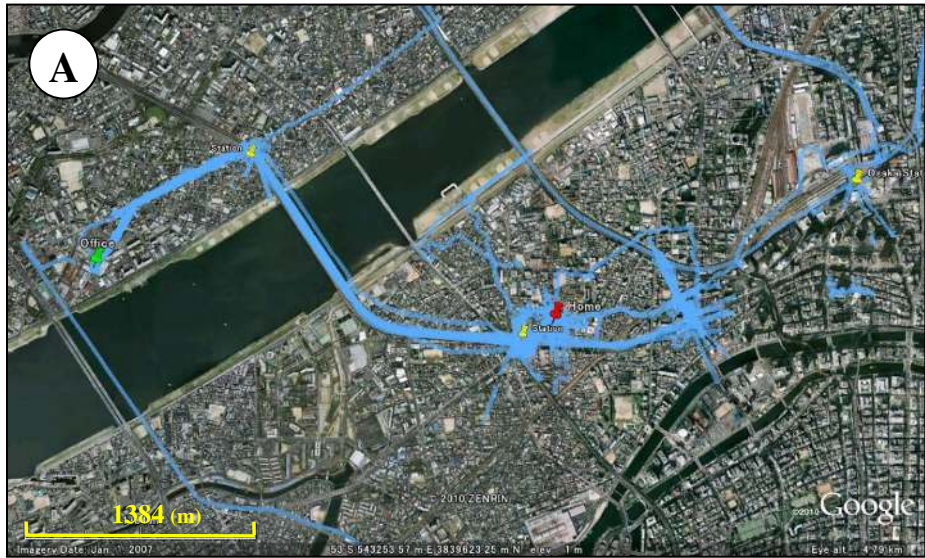 A
Station
Osaka Stat
Office
Home
Station
© 2010 ZENRIN
©2010 Google
1384 (m)
Imagery Date: Jan 1, 2007
53 S 543253.57 m E 3839623.25 m N elev 1 m
Eye alt 4.79 km